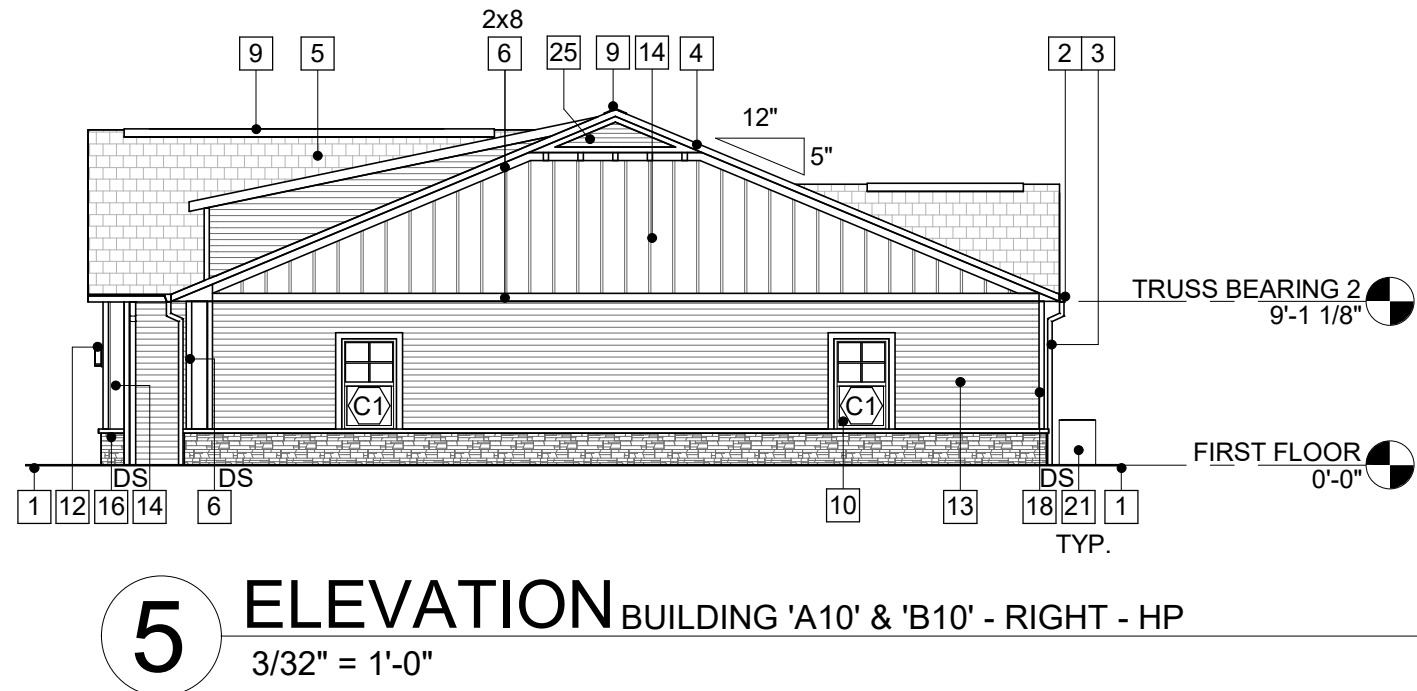 2x8
9 5 6 25 9 14 4 2 3
12"
5"
TRUSS BEARING 2
9'-1 1/8"
C1 C1
FIRST FLOOR
0'-0"
DS DS DS
1 12 16 14 6 10 13 18 21 1
TYP.
5 ELEVATION BUILDING 'A10' & 'B10' - RIGHT - HP
3/32" = 1'-0"